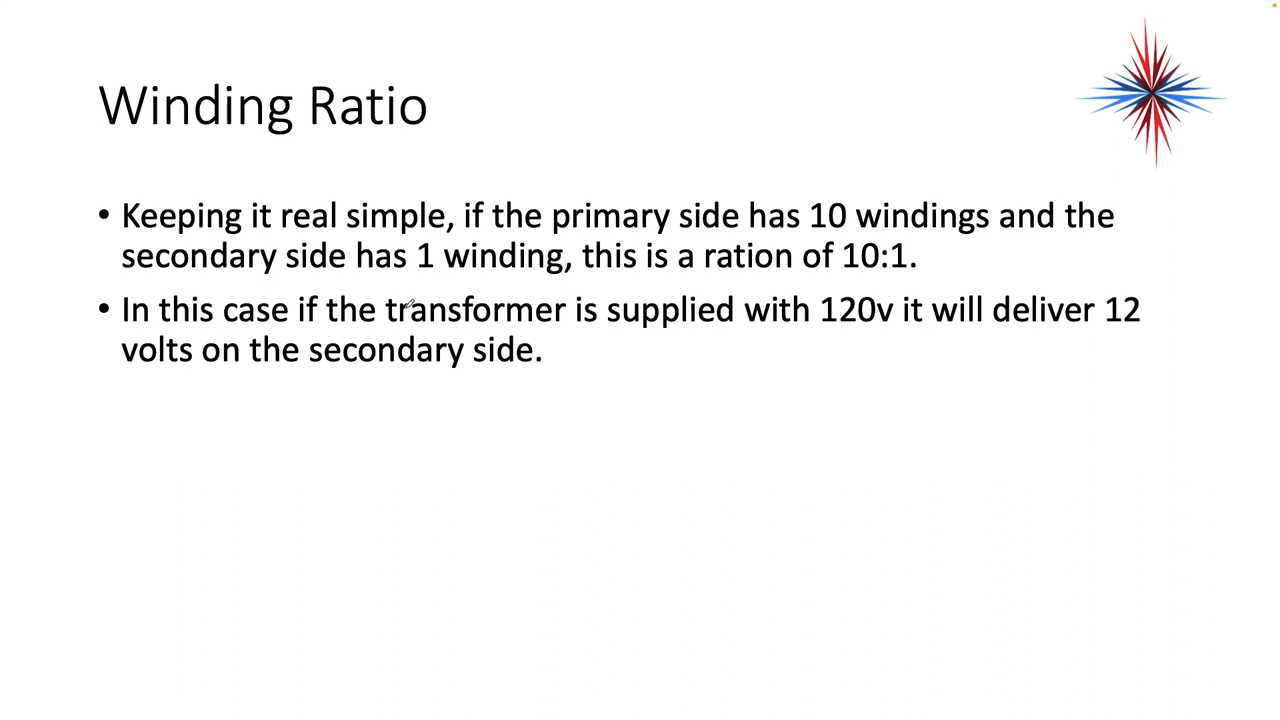 Winding Ratio
• Keeping it real simple, if the primary side has 10 windings and the
secondary side has 1 winding, this is a ration of 10:1.
• In this case if the transformer is supplied with 120v it will deliver 12
volts on the secondary side.